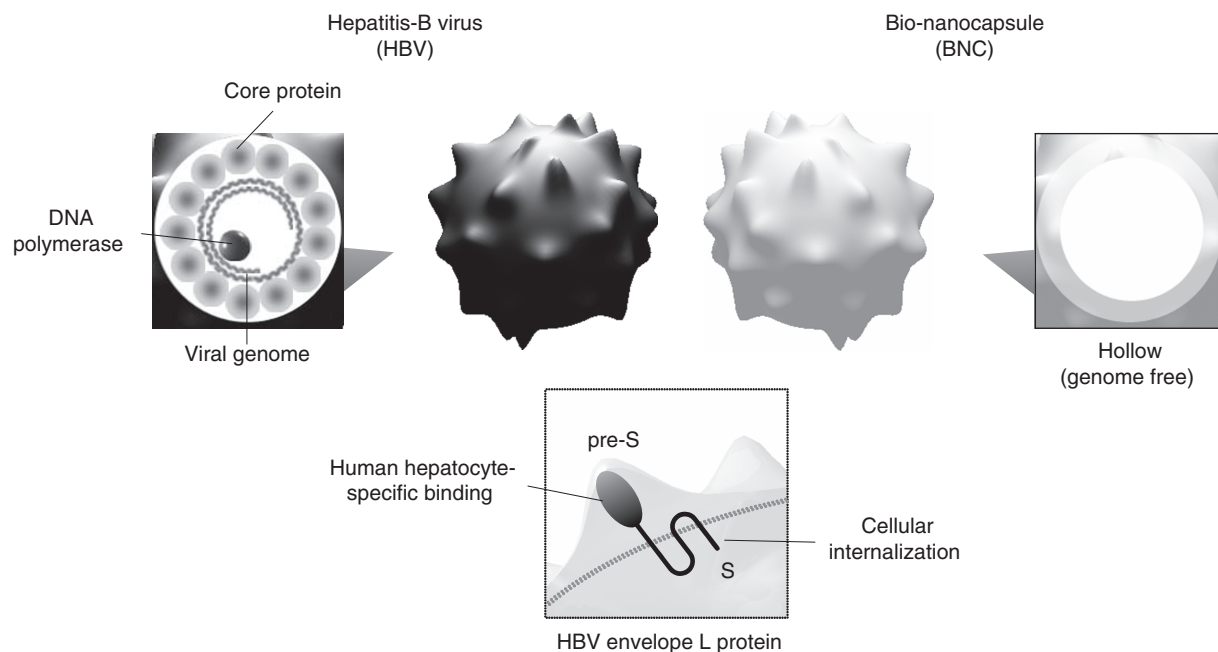 Hepatitis-B virus
(HBV)
Bio-nanocapsule
(BNC)
Core protein
DNA
polymerase
Viral genome
Hollow
(genome free)
pre-S
Human hepatocyte-
specific binding
Cellular
internalization
S
HBV envelope L protein